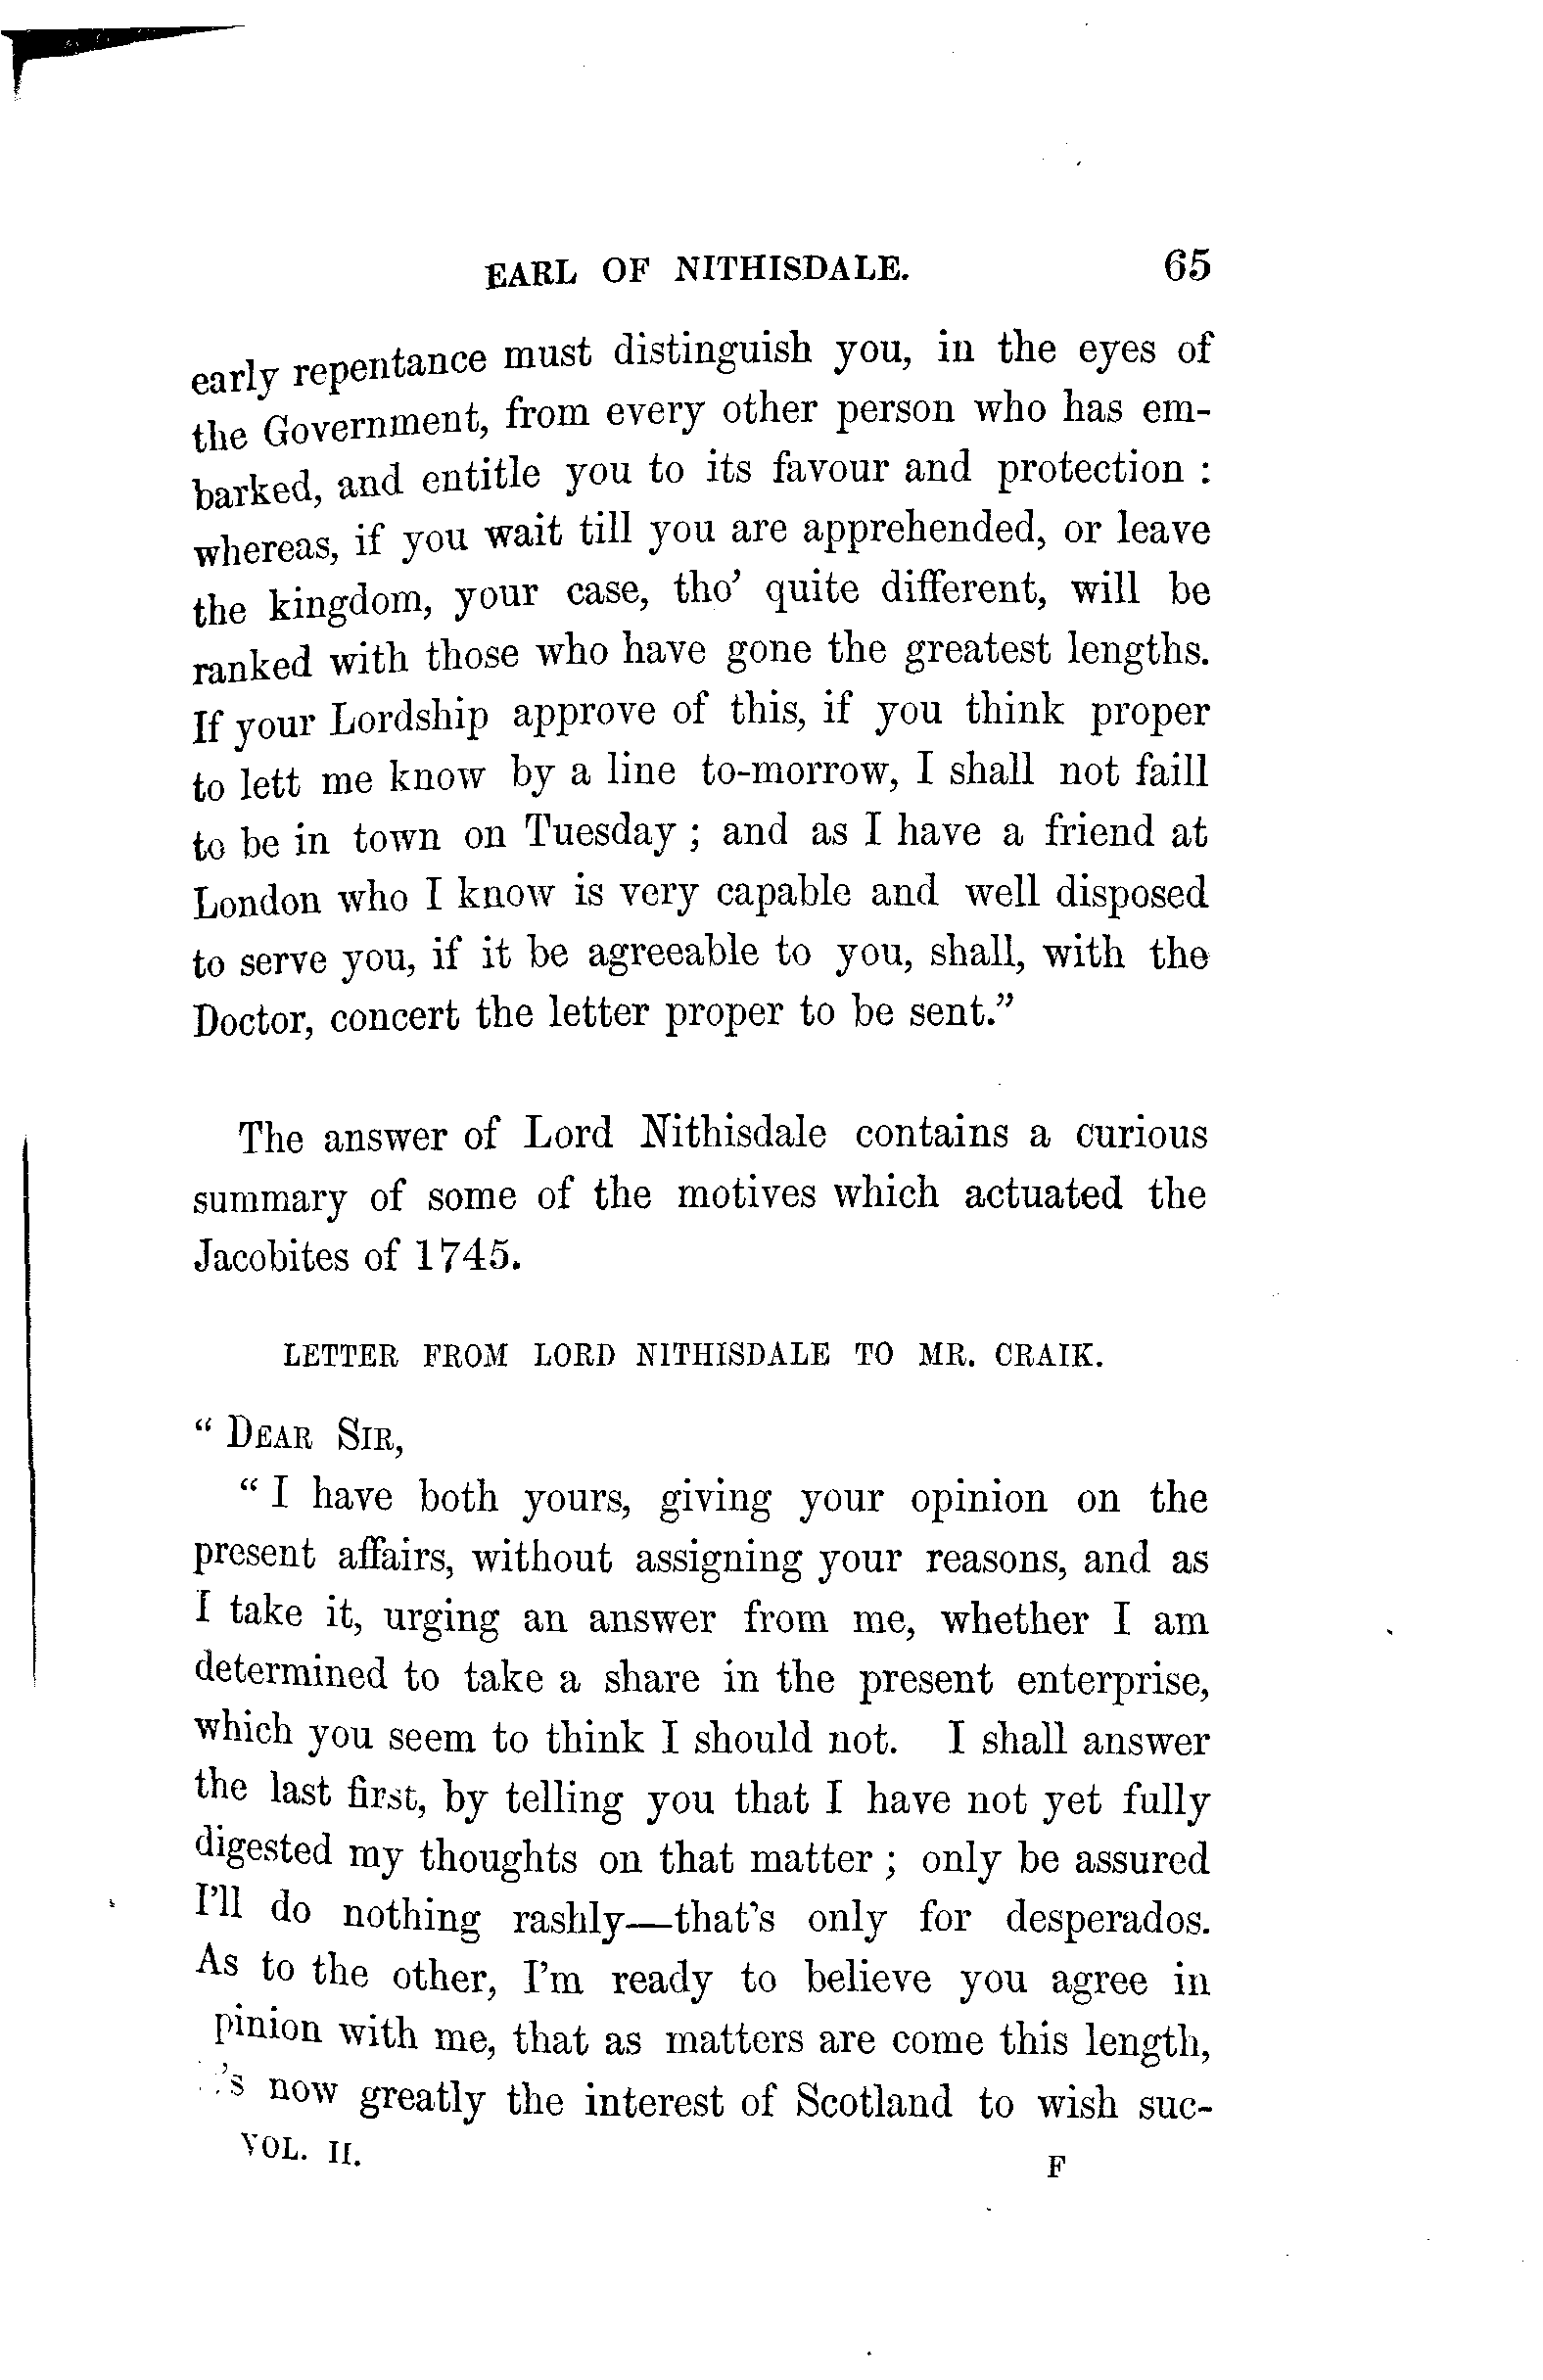 EARL OF NITHISDALE. 65
early repentance must distinguish you, in the eyes of
the Government, from every other person who has em-
barked, and entitle you to its favour and protection :
whereas, if you wait till you are apprehended, or leave
the kingdom, your case, tho' quite different, will be
ranked with those who have gone the greatest lengths.
If your Lordship approve of this, if you think proper
to lett me know by a line to-morrow, I shall not faill
to be in town on Tuesday ; and as I have a friend at
London who I know is very capable and well disposed
to serve you, if it be agreeable to you, shall, with the
Doctor, concert the letter proper to be sent."
The answer of Lord Nithisdale contains a curious
summary of some of the motives which actuated the
Jacobites of 1745.
LETTER FROM LORD NITHISDALE TO MR. CRAIK.
" DEAR SIR,
" I have both yours, giving your opinion on the
present affairs, without assigning your reasons, and as
I take it, urging an answer from me, whether I am
determined to take a share in the present enterprise,
which you seem to think I should not. I shall answer
the last first, by telling you that I have not yet fully
digested my thoughts on that matter ; only be assured
I'll do nothing rashly—that's only for desperados.
As to the other, I'm ready to believe you agree in
pinion with me, that as matters are come this length,
's now greatly the interest of Scotland to wish suc-
VOL. II. F